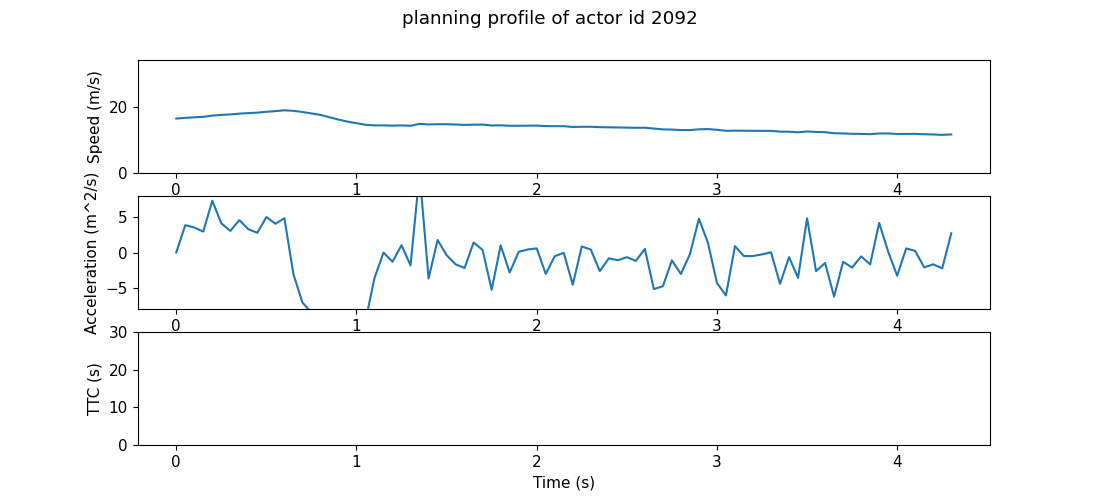 planning profile of actor id 2092
Speed (m/s)
20
0
0 1 2 3 4
Acceleration (m^2/s)
5
0
−5
0 1 2 3 4
TTC (s)
30
20
10
0
0 1 2 3 4
Time (s)